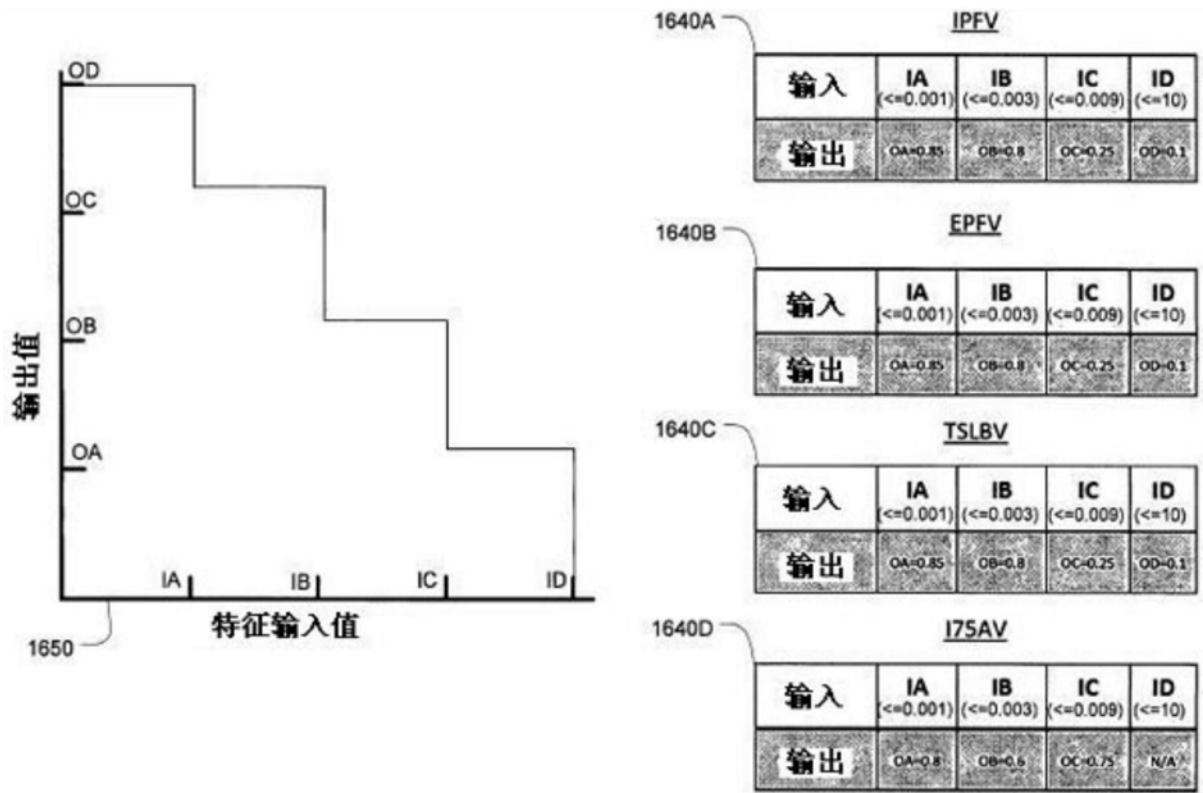 OD
OC
OB
OA
输出值
IA IB IC ID
特征输入值
1650
1640A
IPFV
输入 IA (<=0.001) IB (<=0.003) IC (<=0.009) ID (<=10)
输出 OA=0.85 OB=0.8 OC=0.25 OD=0.1
1640B
EPFV
输入 IA (<=0.001) IB (<=0.003) IC (<=0.009) ID (<=10)
输出 OA=0.85 OB=0.8 OC=0.25 OD=0.1
1640C
TSLBV
输入 IA (<=0.001) IB (<=0.003) IC (<=0.009) ID (<=10)
输出 OA=0.85 OB=0.8 OC=0.25 OD=0.1
1640D
I75AV
输入 IA (<=0.001) IB (<=0.003) IC (<=0.009) ID (<=10)
输出 OA=0.8 OB=0.6 OC=0.75 N/A